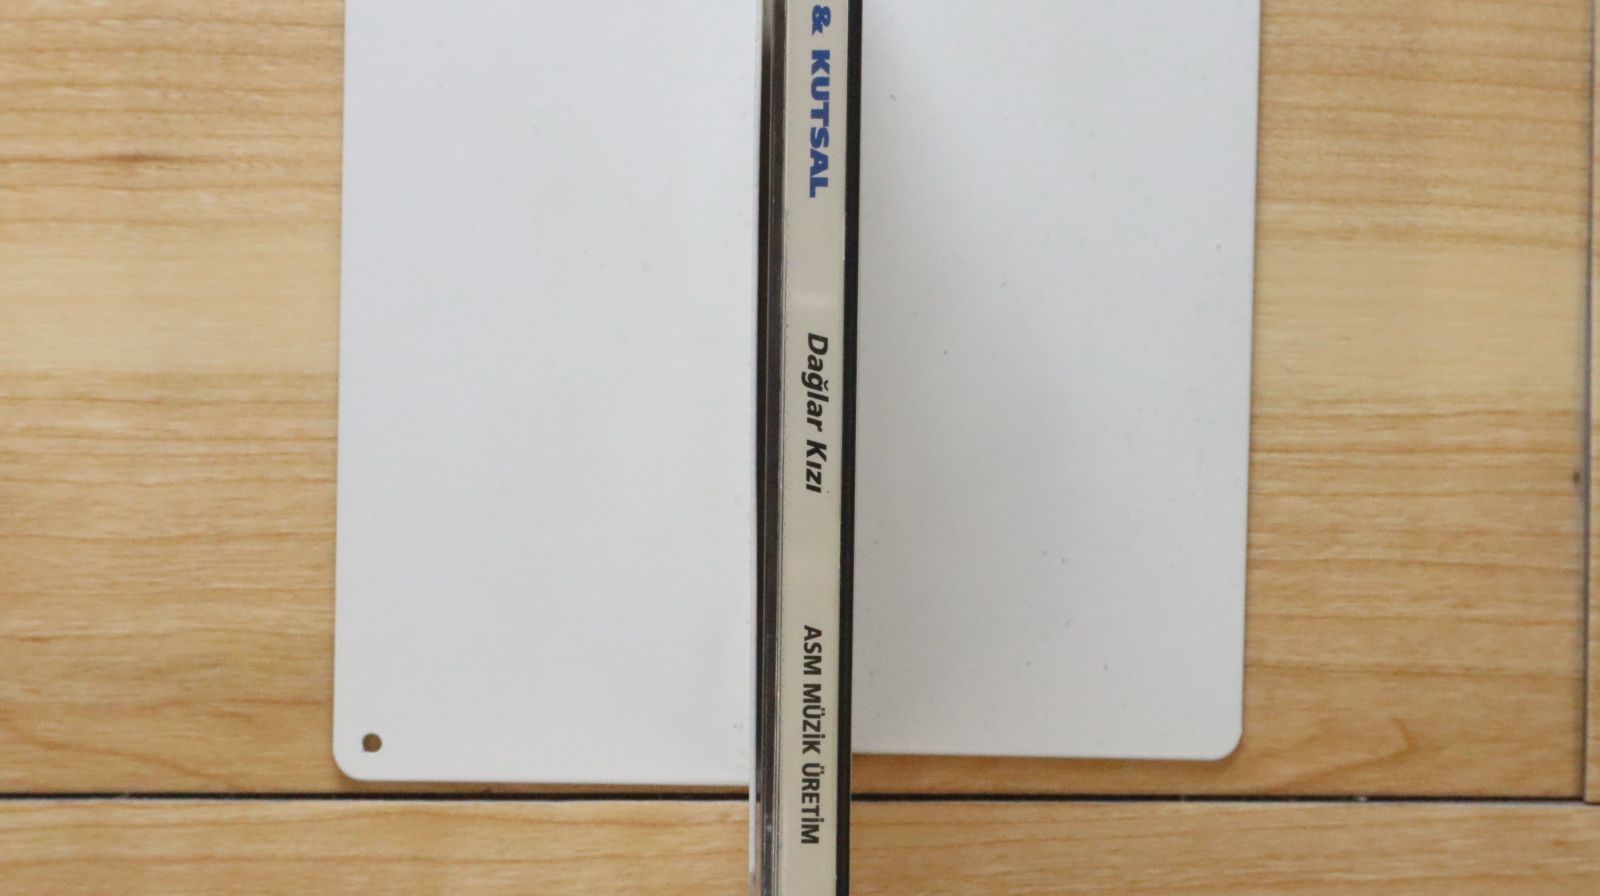 & KUTSAL
Dağlar Kızı
ASM MÜZİK ÜRETİM